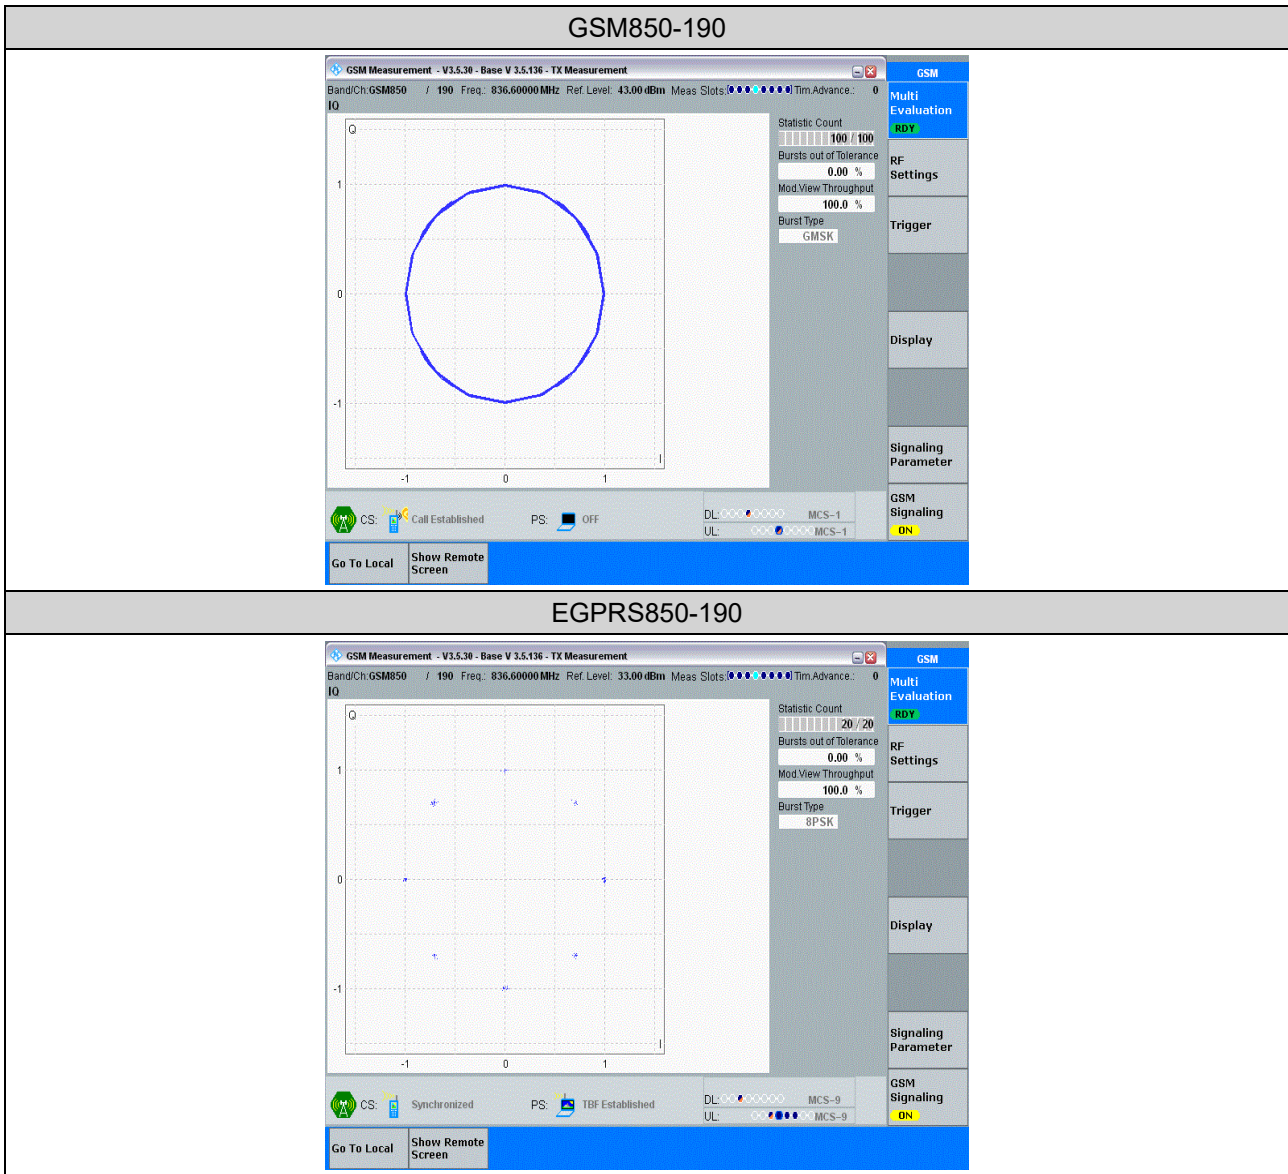 GSM850-190
GSM Measurement - V3.5.30 - Base V 3.5.136 - TX Measurement
GSM
Band/Ch:GSM850 / 190 Freq.: 836.60000 MHz Ref. Level: 43.00 dBm Meas Slots: Tim.Advance.: 0
IQ
Multi
Evaluation
RDY
Q
Statistic Count
100 / 100
Bursts out of Tolerance
0.00 %
Mod.View Throughput
100.0 %
Burst Type
GMSK
RF
Settings
Trigger
Display
1
0
-1
I
-1 0 1
Signaling
Parameter
GSM
Signaling
ON
CS: Call Established PS: OFF
DL: MCS-1
UL: MCS-1
Go To Local
Show Remote
Screen
EGPRS850-190
GSM Measurement - V3.5.30 - Base V 3.5.136 - TX Measurement
GSM
Band/Ch:GSM850 / 190 Freq.: 836.60000 MHz Ref. Level: 33.00 dBm Meas Slots: Tim.Advance.: 0
IQ
Multi
Evaluation
RDY
Q
Statistic Count
20 / 20
Bursts out of Tolerance
0.00 %
Mod.View Throughput
100.0 %
Burst Type
8PSK
RF
Settings
Trigger
Display
1
0
-1
I
-1 0 1
Signaling
Parameter
GSM
Signaling
ON
CS: Synchronized PS: TBF Established
DL: MCS-9
UL: MCS-9
Go To Local
Show Remote
Screen